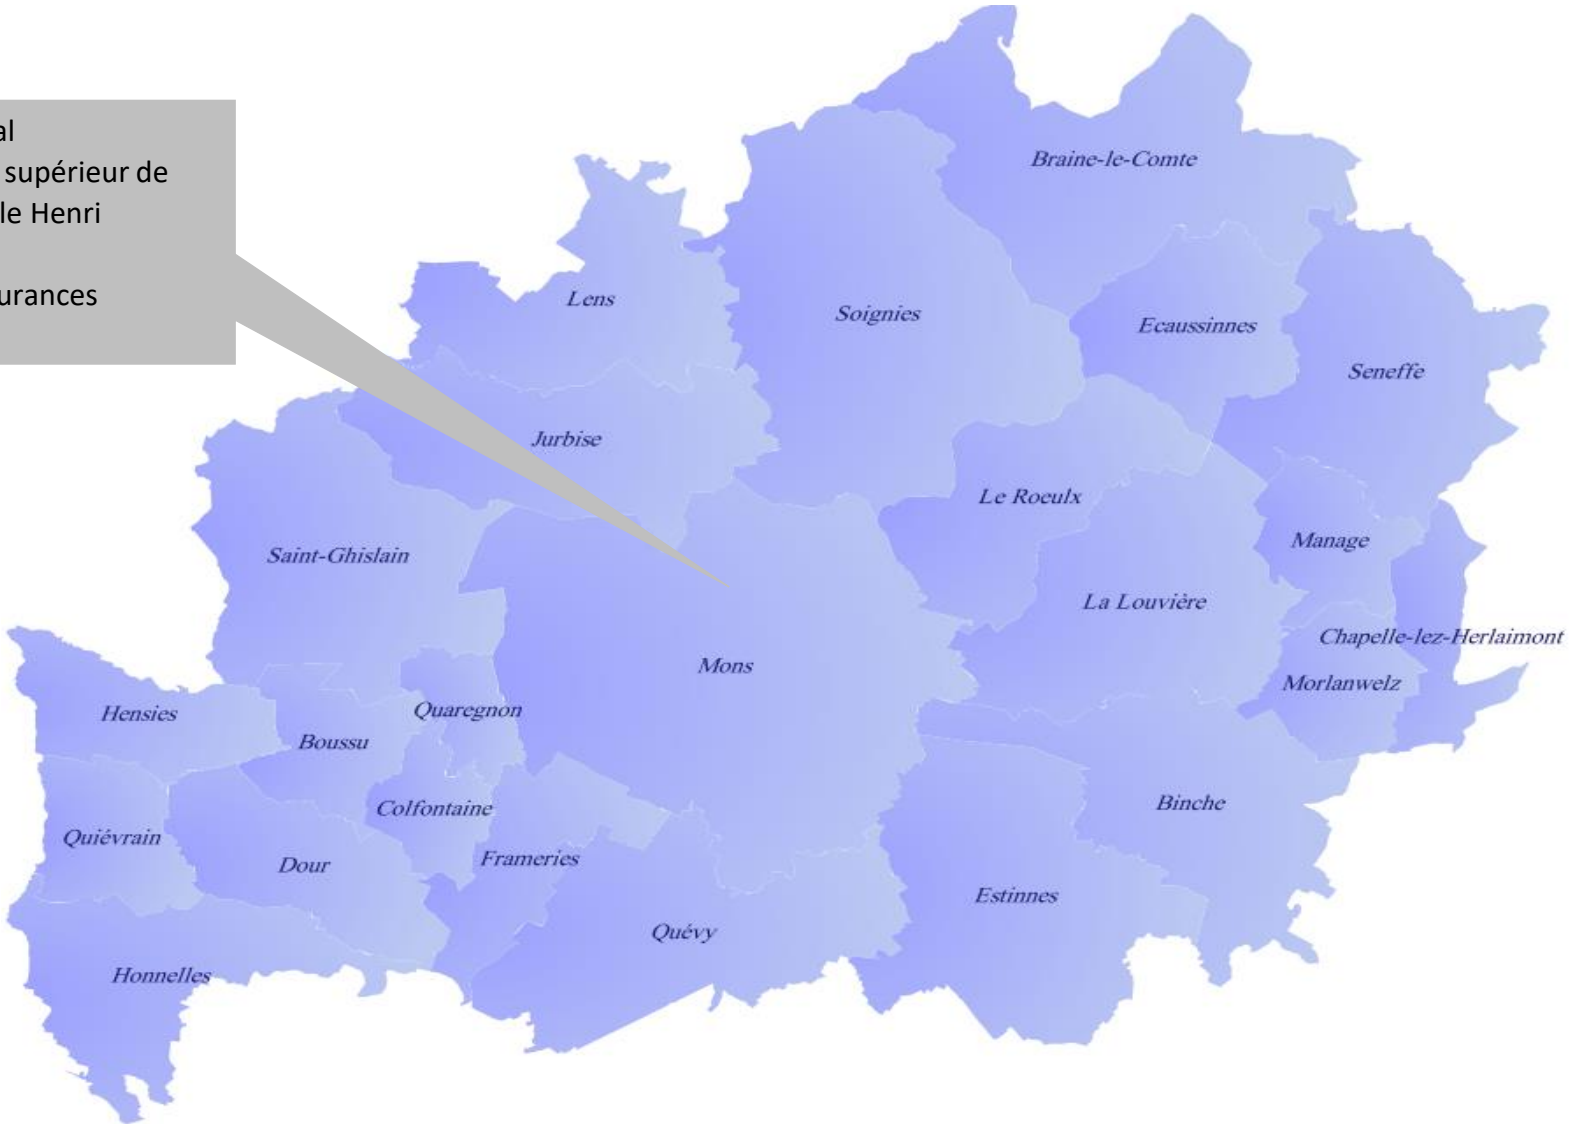 al
supérieur de
le Henri
urances
Braine-le-Comte
Lens
Soignies
Ecaussinnes
Seneffe
Jurbise
Le Roeulx
Manage
Saint-Ghislain
La Louvière
Chapelle-lez-Herlaimont
Mons
Morlanwelz
Hensies
Quaregnon
Boussu
Colfontaine
Binche
Quiévrain
Dour
Frameries
Estinnes
Quévy
Honnelles